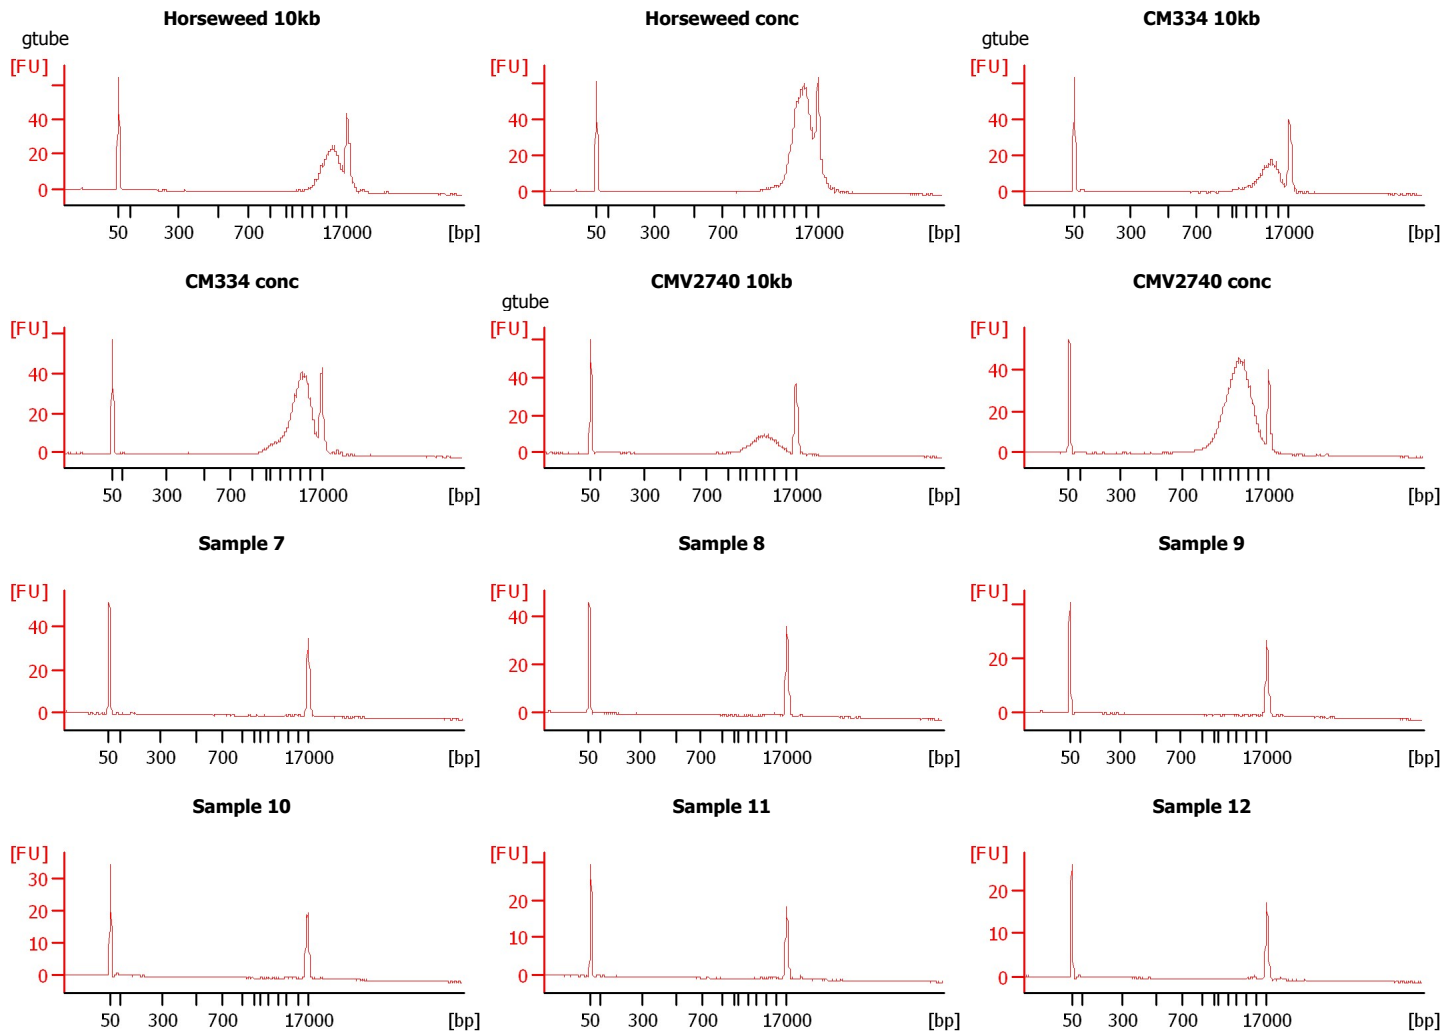 Horseweed 10kb
gtube
[FU]
40
20
0
50 300 700 17000 [bp]
Horseweed conc
[FU]
40
20
0
50 300 700 17000 [bp]
CM334 10kb
gtube
[FU]
40
20
0
50 300 700 17000 [bp]
CM334 conc
[FU]
40
20
0
50 300 700 17000 [bp]
CMV2740 10kb
gtube
[FU]
40
20
0
50 300 700 17000 [bp]
CMV2740 conc
[FU]
40
20
0
50 300 700 17000 [bp]
Sample 7
[FU]
40
20
0
50 300 700 17000 [bp]
Sample 8
[FU]
40
20
0
50 300 700 17000 [bp]
Sample 9
[FU]
20
0
50 300 700 17000 [bp]
Sample 10
[FU]
30
20
10
0
50 300 700 17000 [bp]
Sample 11
[FU]
20
10
0
50 300 700 17000 [bp]
Sample 12
[FU]
20
10
0
50 300 700 17000 [bp]